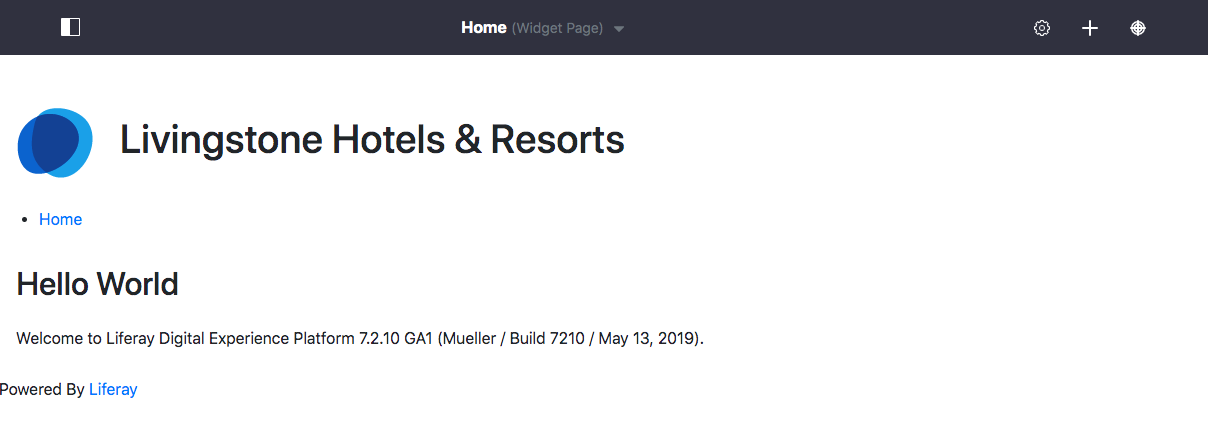 Home (Widget Page)
Livingstone Hotels & Resorts
Home
Hello World
Welcome to Liferay Digital Experience Platform 7.2.10 GA1 (Mueller / Build 7210 / May 13, 2019).
Powered By Liferay